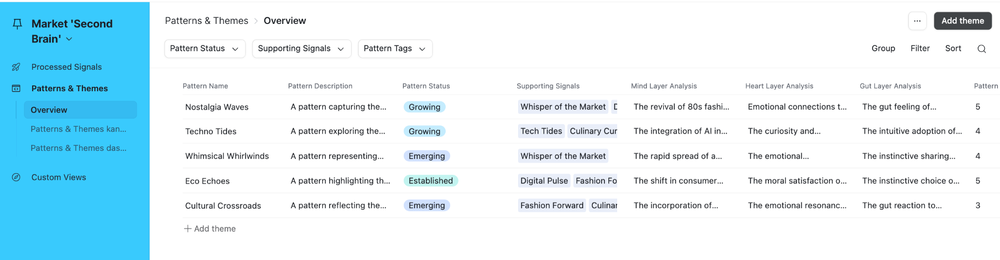 Market 'Second
Brain'
Processed Signals
Patterns & Themes
Overview
Patterns & Themes kan...
Patterns & Themes das...
Custom Views
Patterns & Themes > Overview
... Add theme
Pattern Status Supporting Signals Pattern Tags
Group Filter Sort
Pattern Name Pattern Description Pattern Status Supporting Signals Mind Layer Analysis Heart Layer Analysis Gut Layer Analysis Pattern
Nostalgia Waves A pattern capturing the... Growing Whisper of the Market D The revival of 80s fashi... Emotional connections t... The gut feeling of... 5
Techno Tides A pattern exploring the... Growing Tech Tides Culinary Cur The integration of AI in... The curiosity and... The intuitive adoption of... 4
Whimsical Whirlwinds A pattern representing... Emerging Whisper of the Market The rapid spread of a... The emotional... The instinctive sharing... 4
Eco Echoes A pattern highlighting th... Established Digital Pulse Fashion Fo The shift in consumer... The moral satisfaction o... The instinctive choice o... 5
Cultural Crossroads A pattern reflecting the... Emerging Fashion Forward Culinar The incorporation of... The emotional resonanc... The gut reaction to... 3
+ Add theme